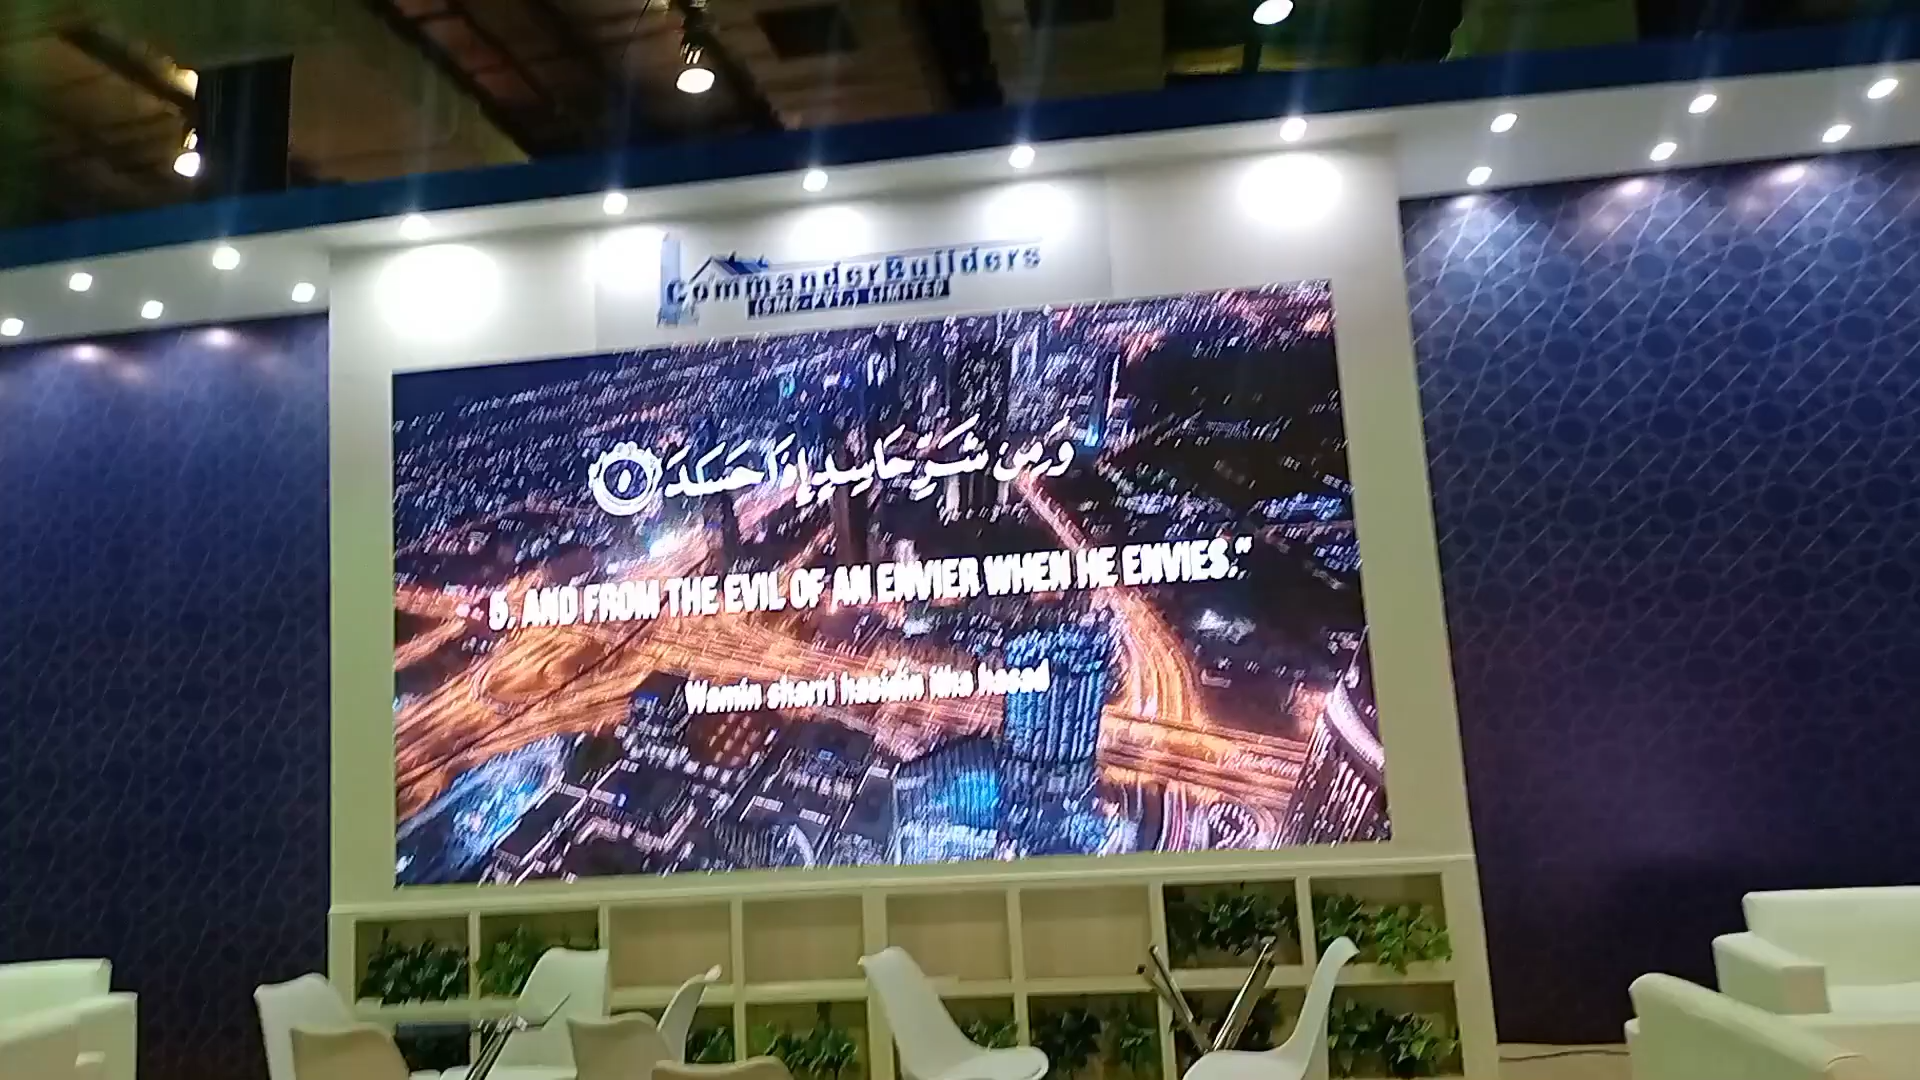 CommanderBuilders
(SMC-PVT) LIMITED
وَمِن شَرِّ حَاسِدٍ إِذَا حَسَدَ ٥
5. AND FROM THE EVIL OF AN ENVIER WHEN HE ENVIES.”
Wamin sharri hasidin itha hasad